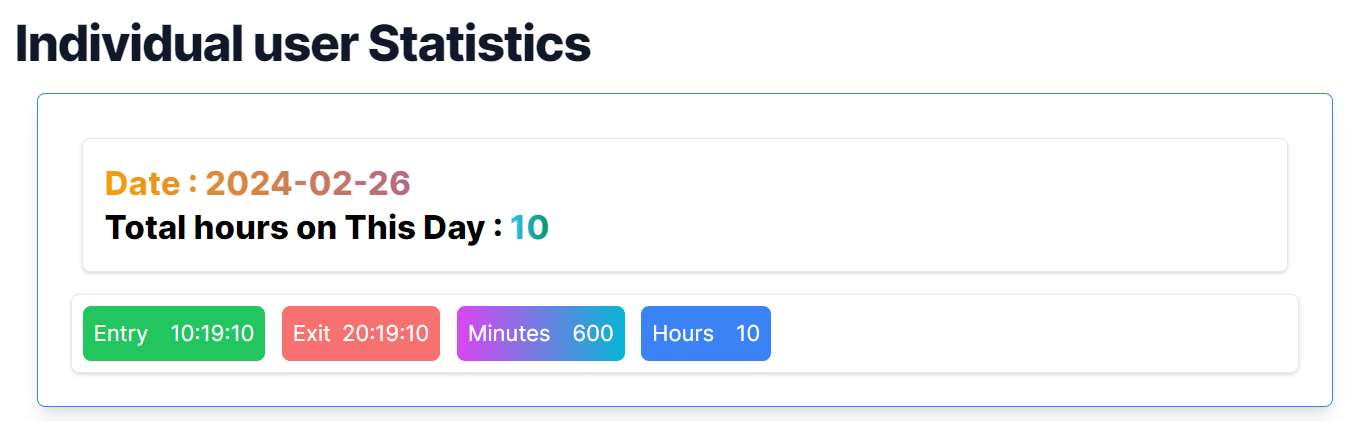 Individual user Statistics
Date : 2024-02-26
Total hours on This Day : 10
Entry 10:19:10 Exit 20:19:10 Minutes 600 Hours 10